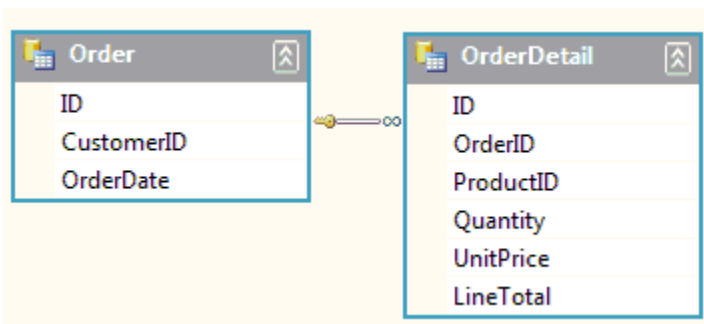 Order
ID
CustomerID
OrderDate
OrderDetail
ID
OrderID
ProductID
Quantity
UnitPrice
LineTotal